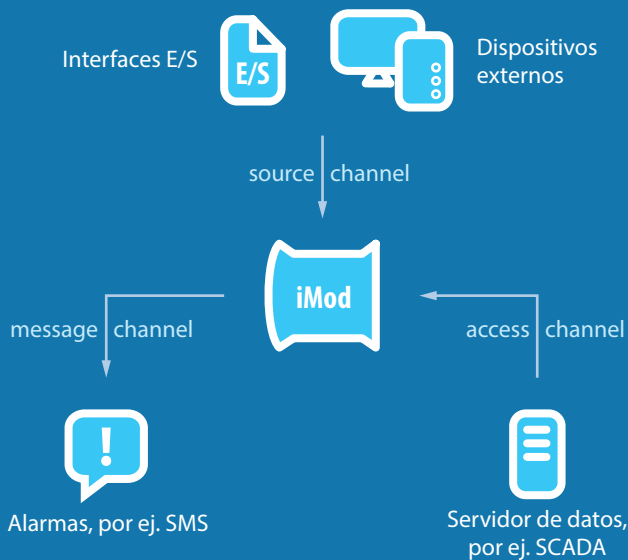 Interfaces E/S
E/S
Dispositivos
externos
source channel
iMod
message channel
access channel
!
Alarmas, por ej. SMS
Servidor de datos,
por ej. SCADA